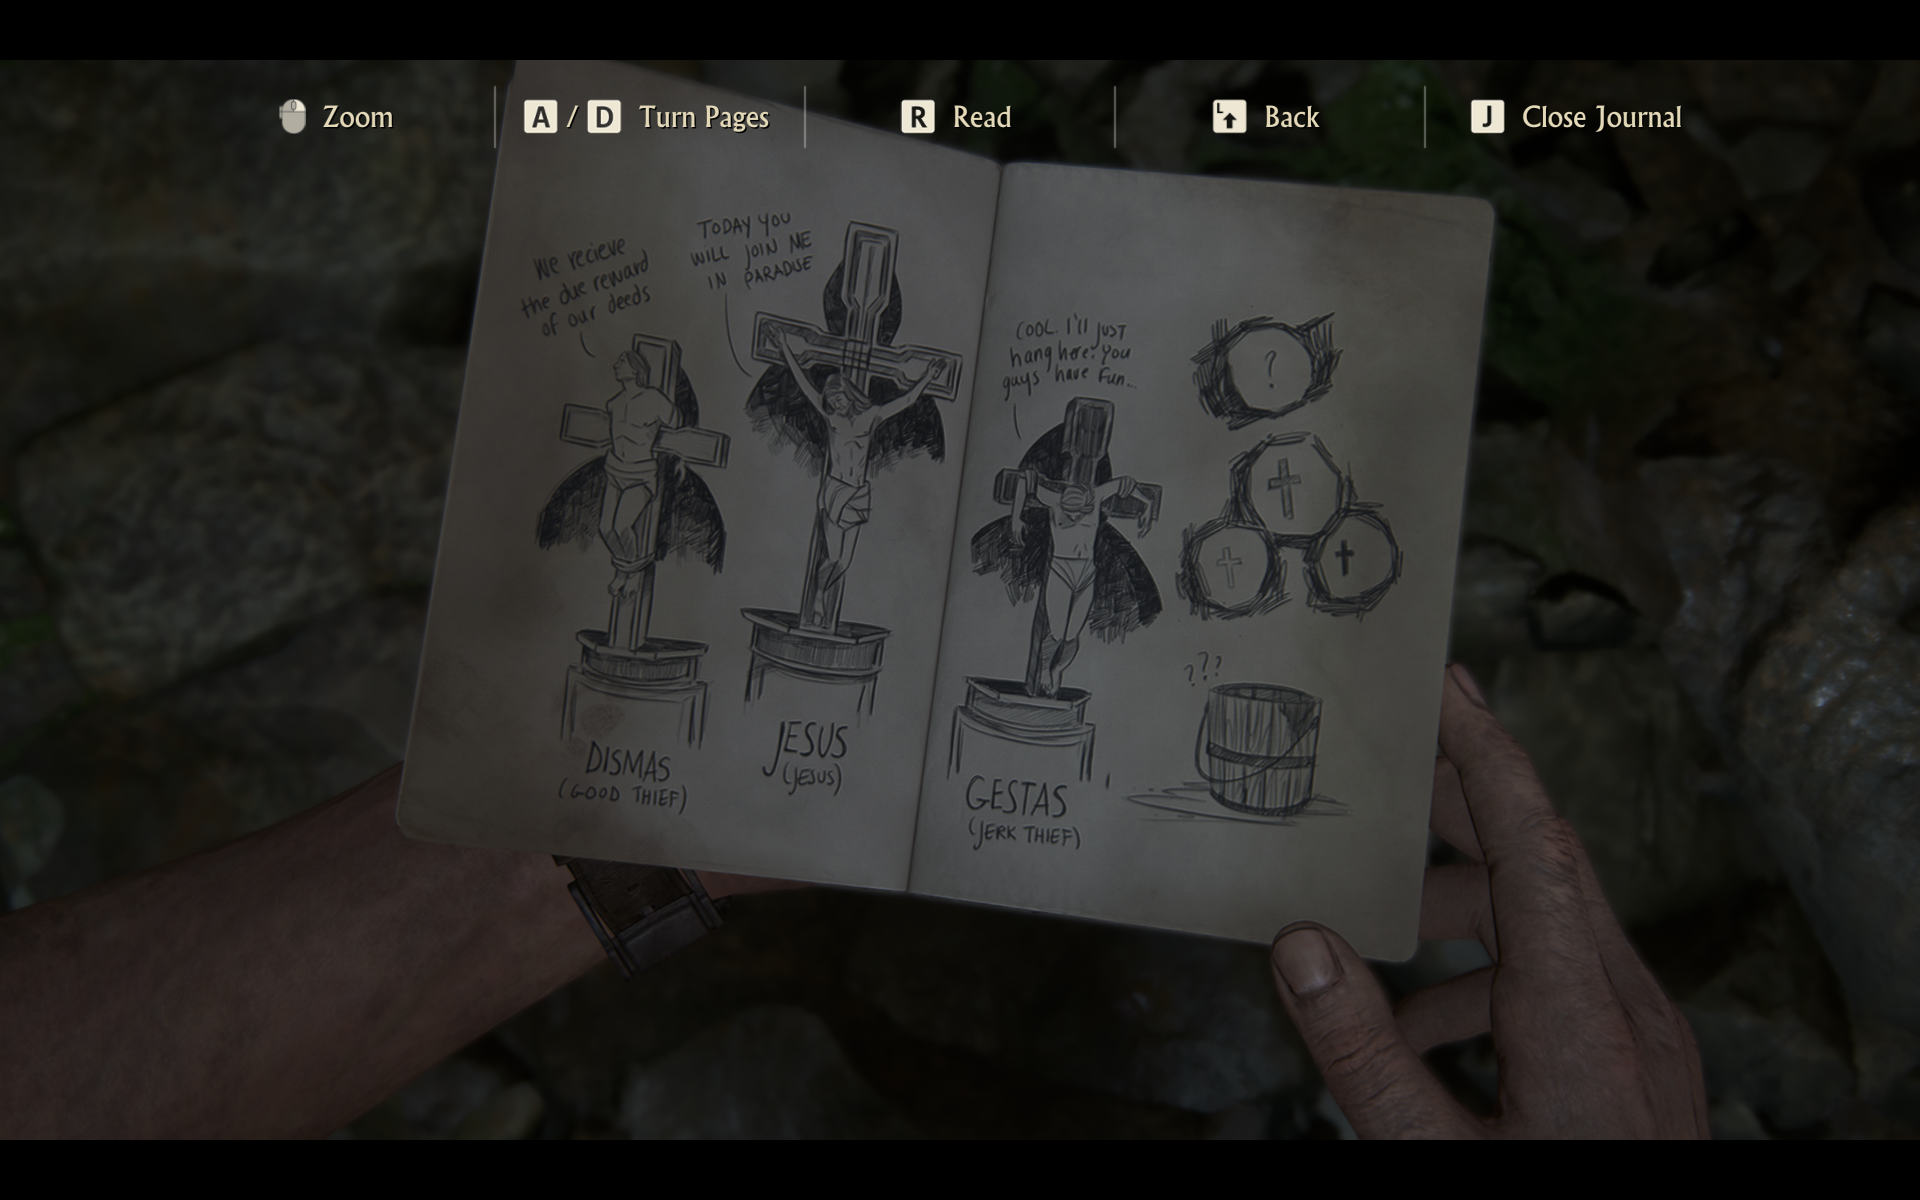 Zoom
A / D Turn Pages
R Read
L Back
J Close Journal
We recieve
the due reward
of our deeds
TODAY YOU
WILL JOIN ME
IN PARADISE
COOL. I'll JUST
hang here. You
guys have fun...
?
???
DISMAS
(GOOD THIEF)
JESUS
(JESUS)
GESTAS
(JERK THIEF)